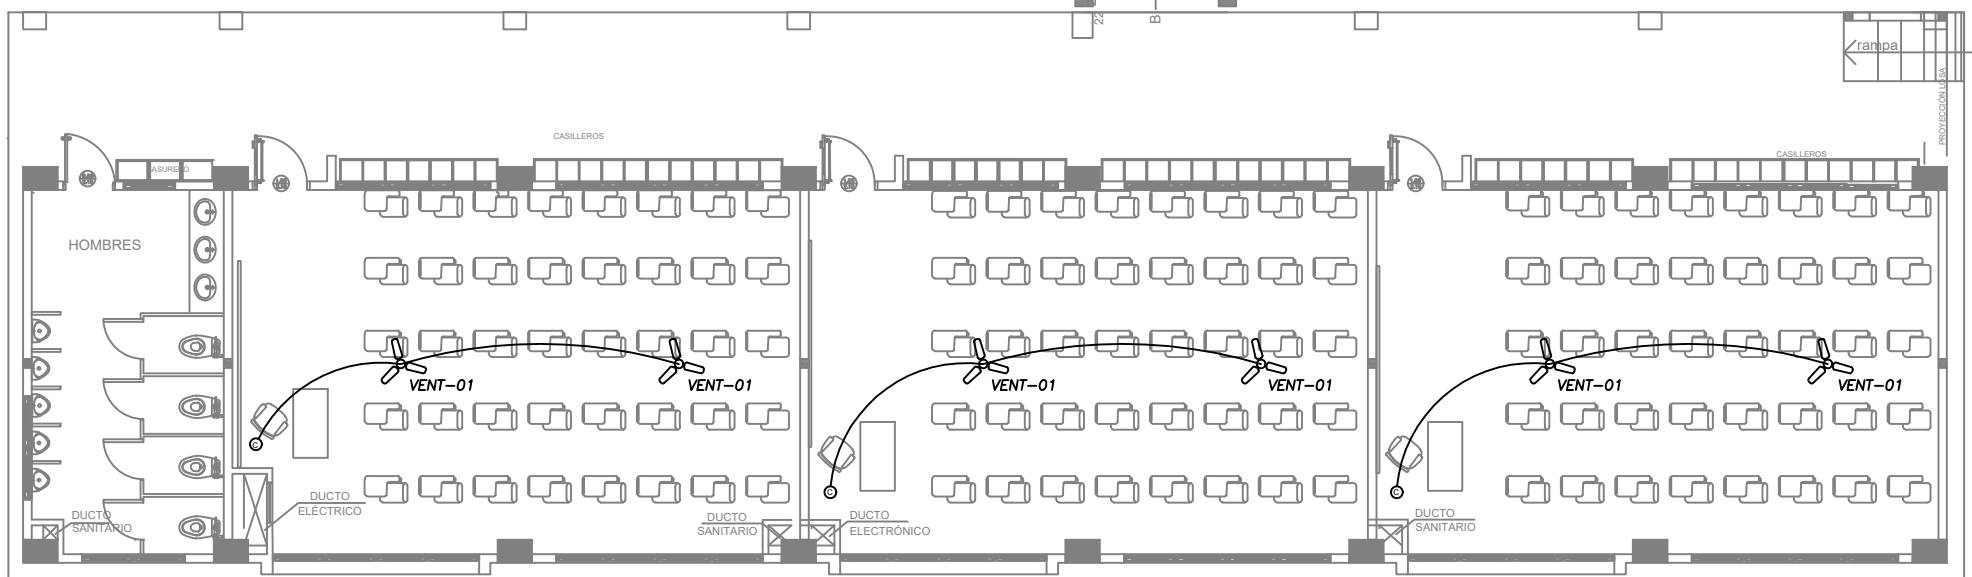 22
B
rampa
PROYECCIÓN LOSA
CASILLEROS
CASILLEROS
HOMBRES
VENT-01
VENT-01
VENT-01
VENT-01
VENT-01
VENT-01
C
C
C
DUCTO
ELÉCTRICO
DUCTO
SANITARIO
DUCTO
SANITARIO
DUCTO
ELECTRÓNICO
DUCTO
SANITARIO